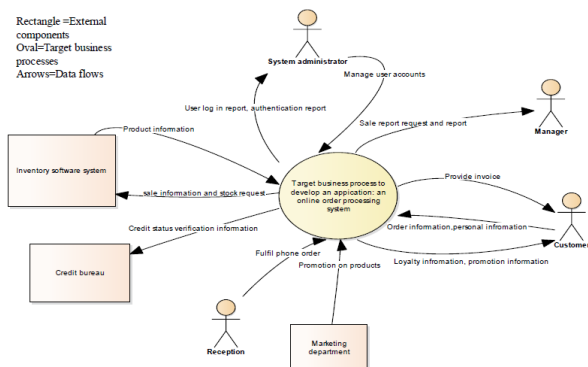 Rectangle =External
components
Oval=Target business
processes
Arrows=Data flows
System administrator
Manage user accounts
User log in report, authentication report
Manager
Sale report request and report
Product information
Inventory software system
Target business process to
develop an appication: an
online order processing
system
Provide invoice
sale information and stock request
Order information,personal infromation
Customer
Credit status verification information
Loyalty infromation, promotion information
Credit bureau
Fulfil phone order
Promotion on products
Reception
Marketing
department